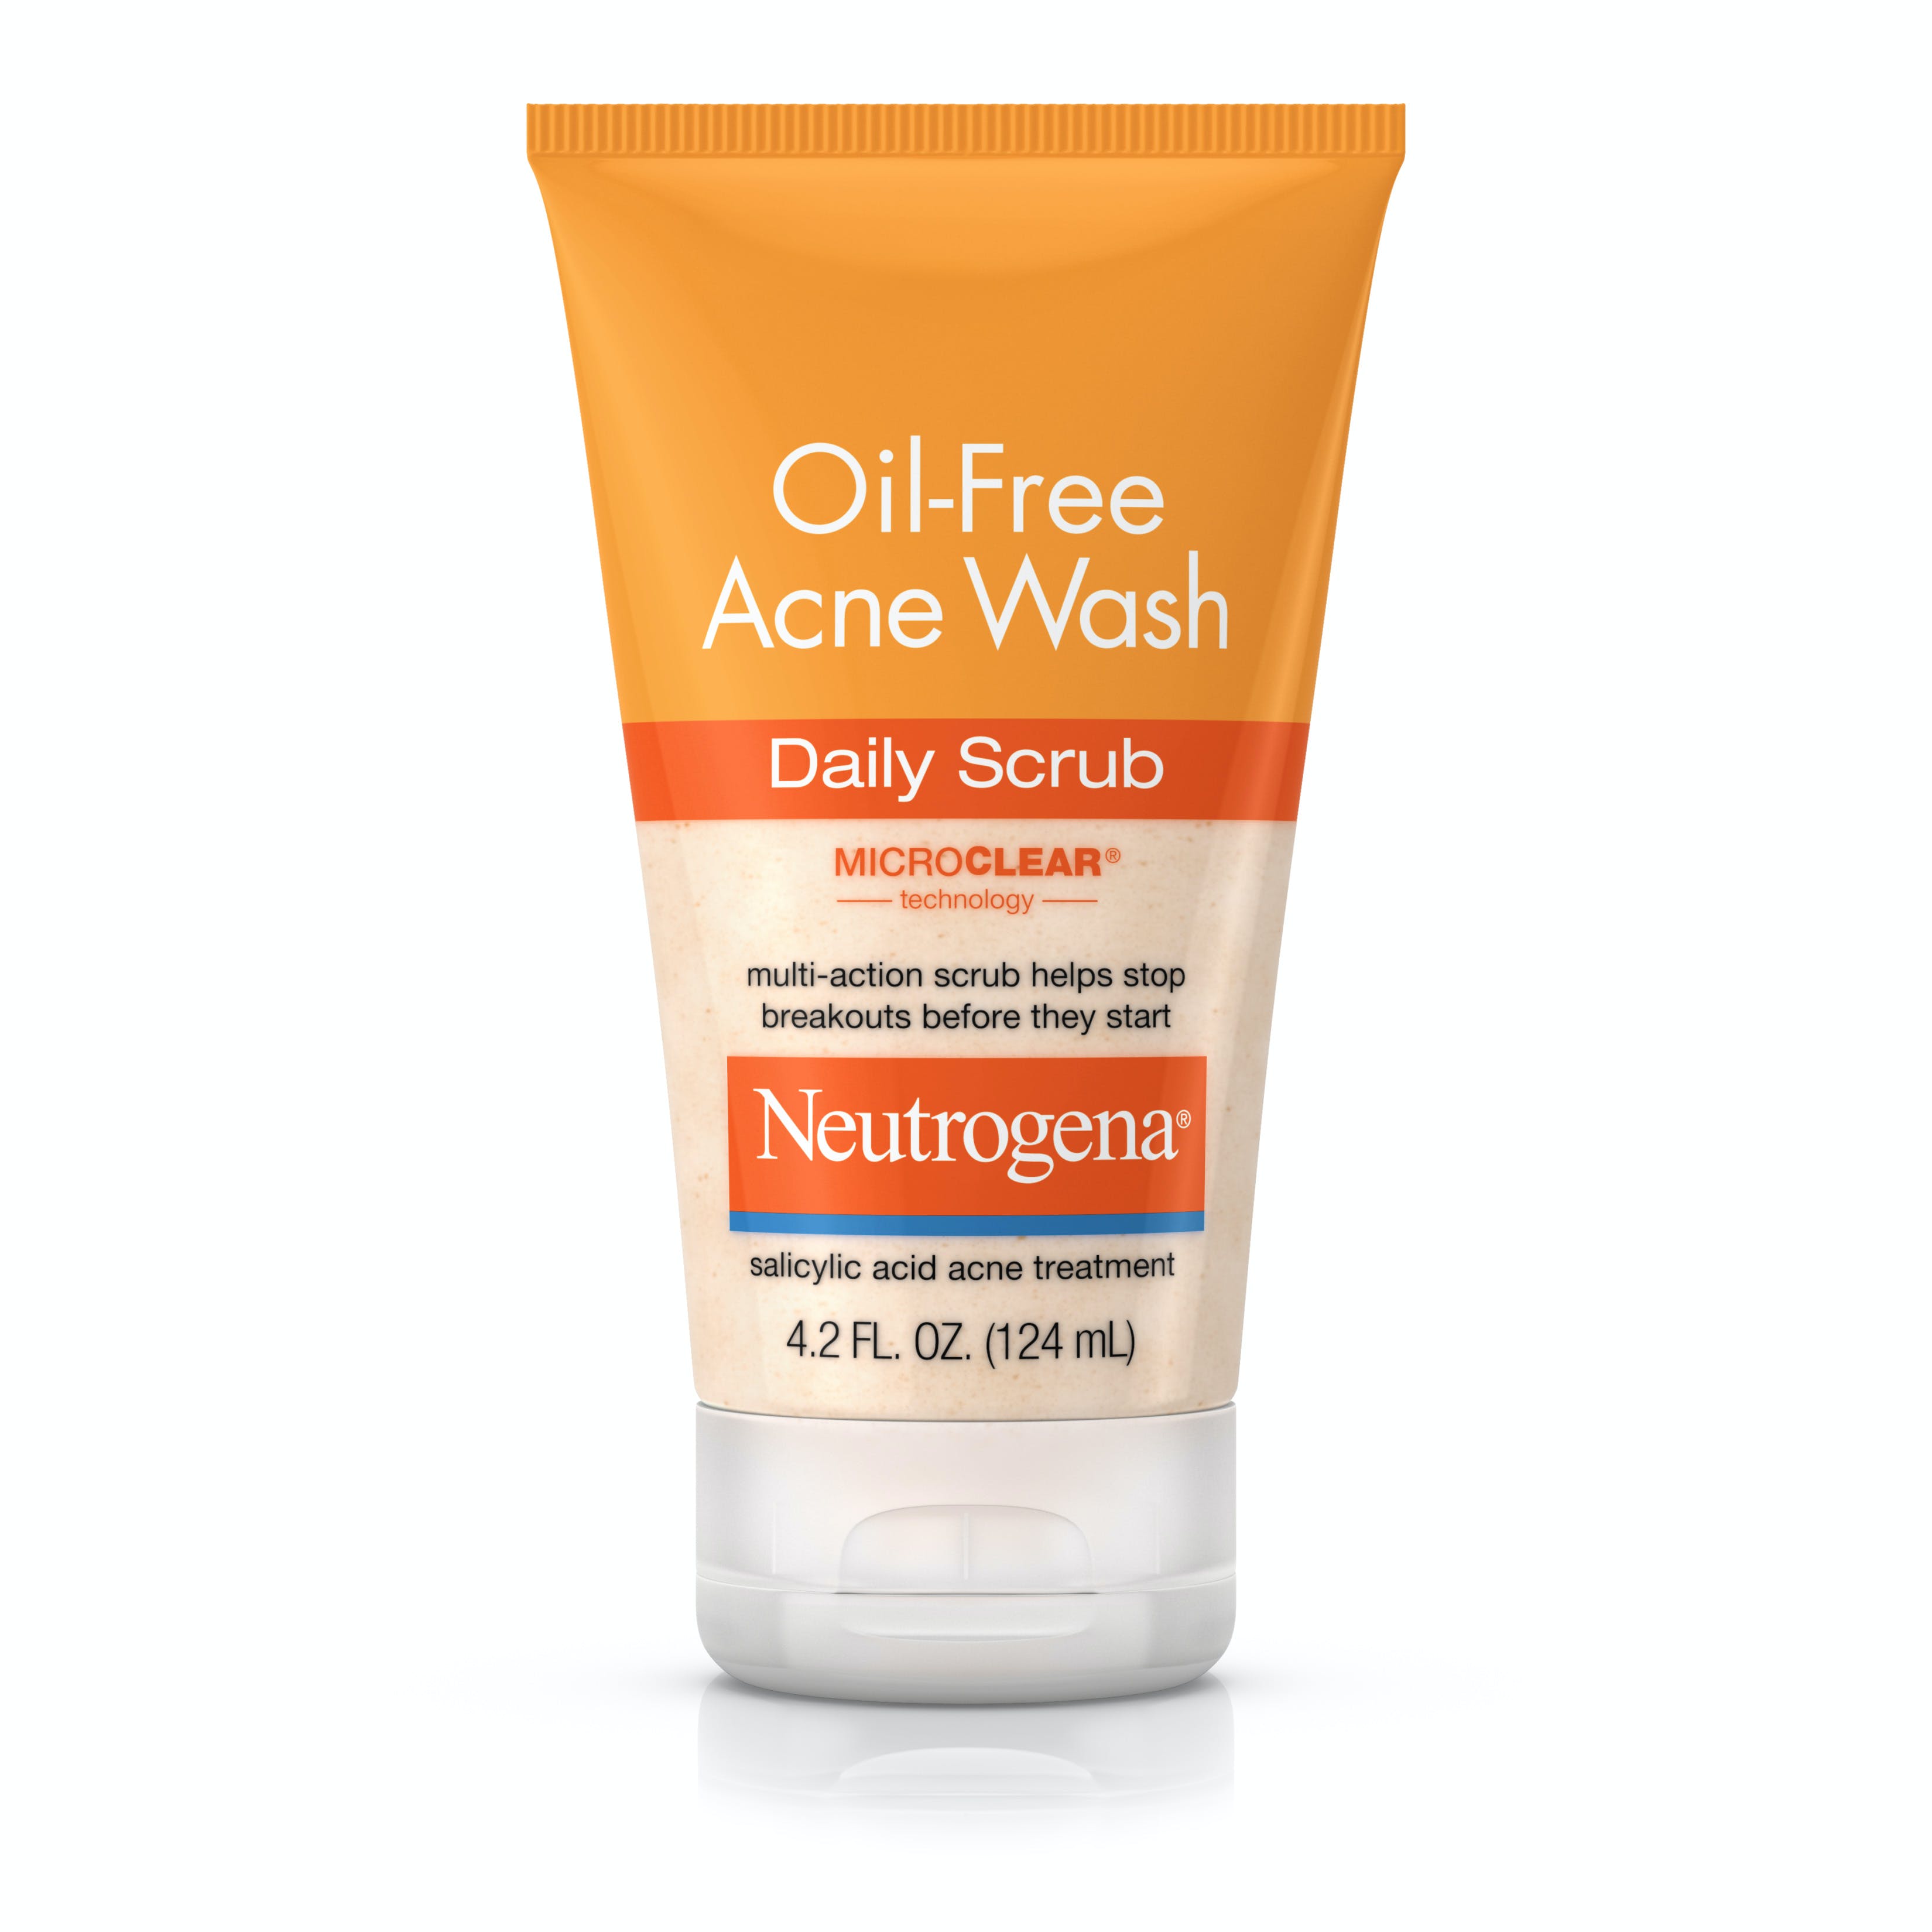 Oil-Free
Acne Wash
Daily Scrub
MICROCLEAR®
technology
multi-action scrub helps stop
breakouts before they start
Neutrogena®
salicylic acid acne treatment
4.2 FL. OZ. (124 mL)